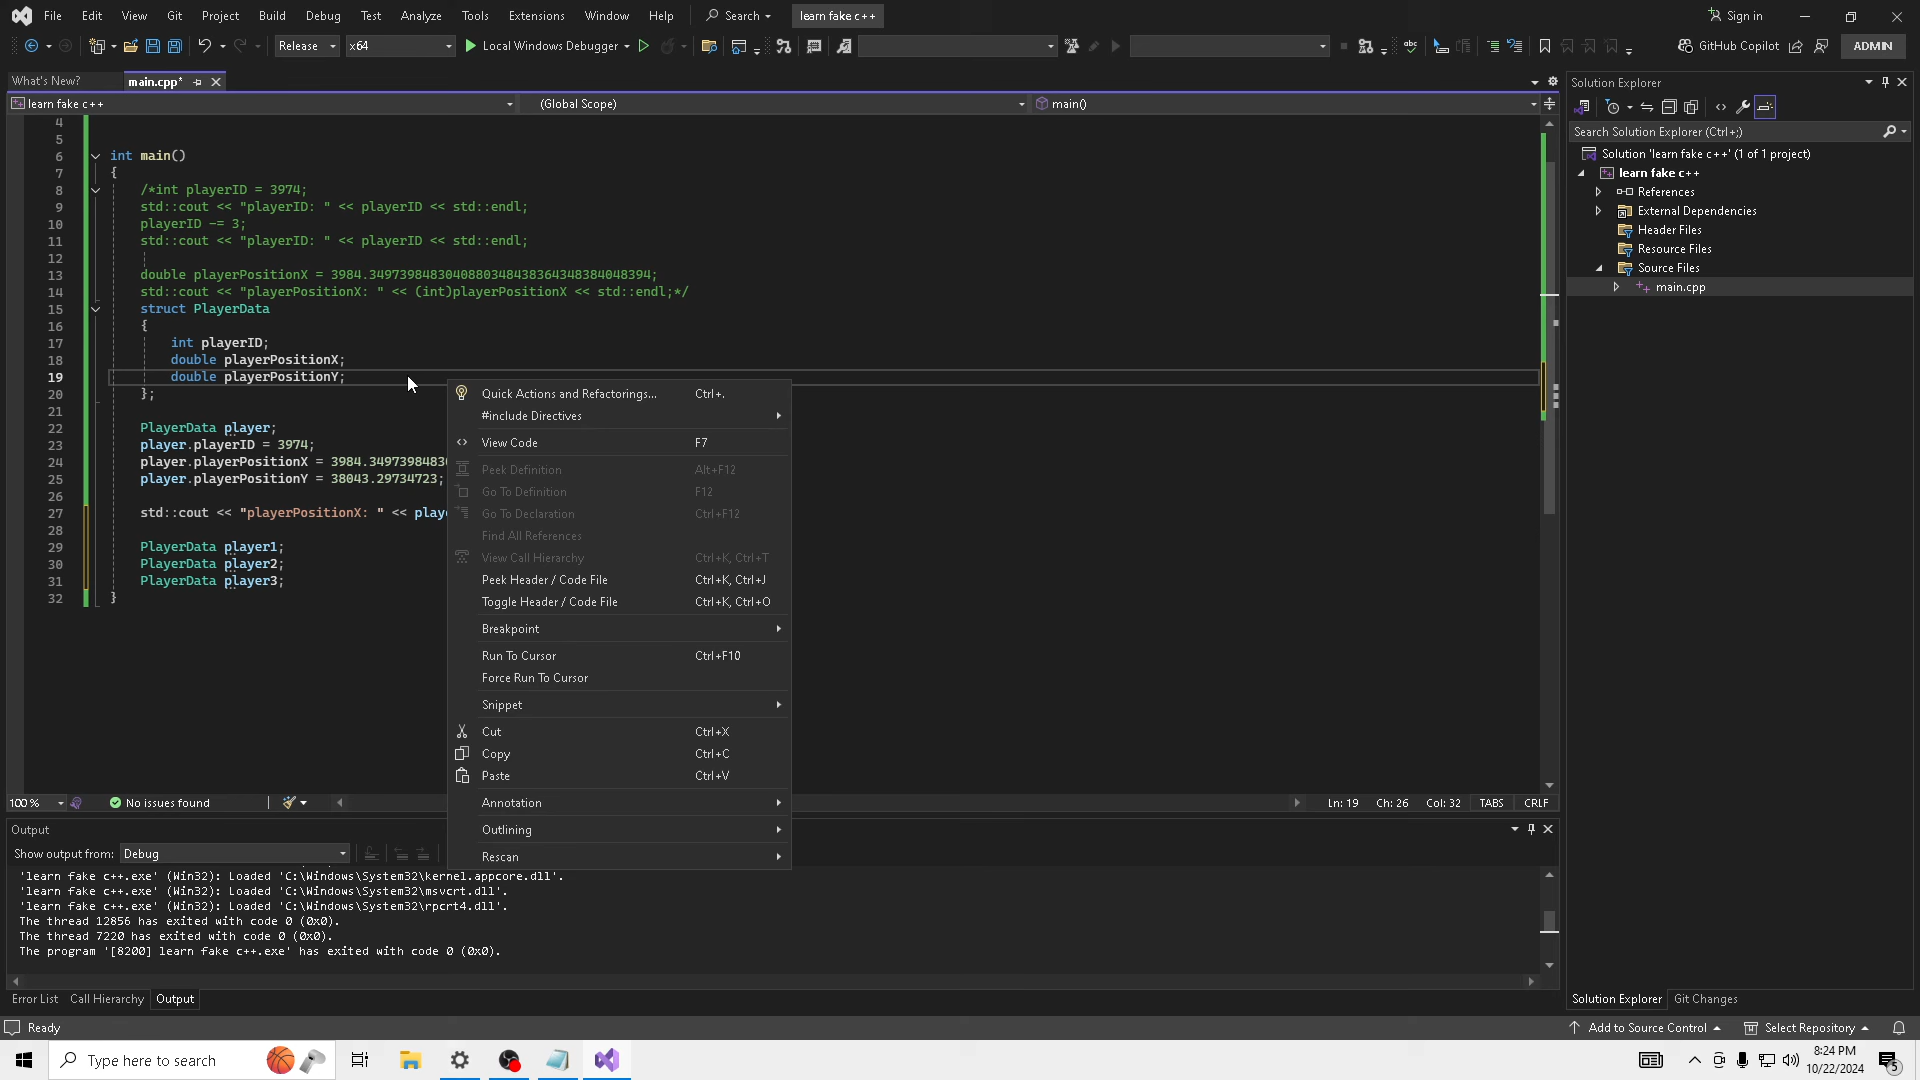 File Edit View Git Project Build Debug Test Analyze Tools Extensions Window Help Search learn fake c++ Sign in
Release x64 Local Windows Debugger GitHub Copilot ADMIN
What's New? main.cpp*
learn fake c++ (Global Scope) main()
4
5
6 int main()
7 {
8 /*int playerID = 3974;
9 std::cout << "playerID: " << playerID << std::endl;
10 playerID -= 3;
11 std::cout << "playerID: " << playerID << std::endl;
12
13 double playerPositionX = 3984.34973984830408803484383643483840​48394;
14 std::cout << "playerPositionX: " << (int)playerPositionX << std::endl;*/
15 struct PlayerData
16 {
17 int playerID;
18 double playerPositionX;
19 double playerPositionY;
20 };
21
22 PlayerData player;
23 player.playerID = 3974;
24 player.playerPositionX = 3984.3497398483
25 player.playerPositionY = 38043.29734723;
26
27 std::cout << "playerPositionX: " << play
28
29 PlayerData player1;
30 PlayerData player2;
31 PlayerData player3;
32 }
Quick Actions and Refactorings... Ctrl+.
#include Directives
View Code F7
Peek Definition Alt+F12
Go To Definition F12
Go To Declaration Ctrl+F12
Find All References
View Call Hierarchy Ctrl+K, Ctrl+T
Peek Header / Code File Ctrl+K, Ctrl+J
Toggle Header / Code File Ctrl+K, Ctrl+O
Breakpoint
Run To Cursor Ctrl+F10
Force Run To Cursor
Snippet
Cut Ctrl+X
Copy Ctrl+C
Paste Ctrl+V
Annotation
Outlining
Rescan
100 % No issues found Ln: 19 Ch: 26 Col: 32 TABS CRLF
Output
Show output from: Debug
'learn fake c++.exe' (Win32): Loaded 'C:\Windows\System32\kernel.appcore.dll'.
'learn fake c++.exe' (Win32): Loaded 'C:\Windows\System32\msvcrt.dll'.
'learn fake c++.exe' (Win32): Loaded 'C:\Windows\System32\rpcrt4.dll'.
The thread 12856 has exited with code 0 (0x0).
The thread 7220 has exited with code 0 (0x0).
The program '[8200] learn fake c++.exe' has exited with code 0 (0x0).
Error List Call Hierarchy Output
Solution Explorer
Search Solution Explorer (Ctrl+;)
Solution 'learn fake c++' (1 of 1 project)
learn fake c++
References
External Dependencies
Header Files
Resource Files
Source Files
main.cpp
Solution Explorer Git Changes
Ready Add to Source Control Select Repository
Type here to search
8:24 PM
10/22/2024
5